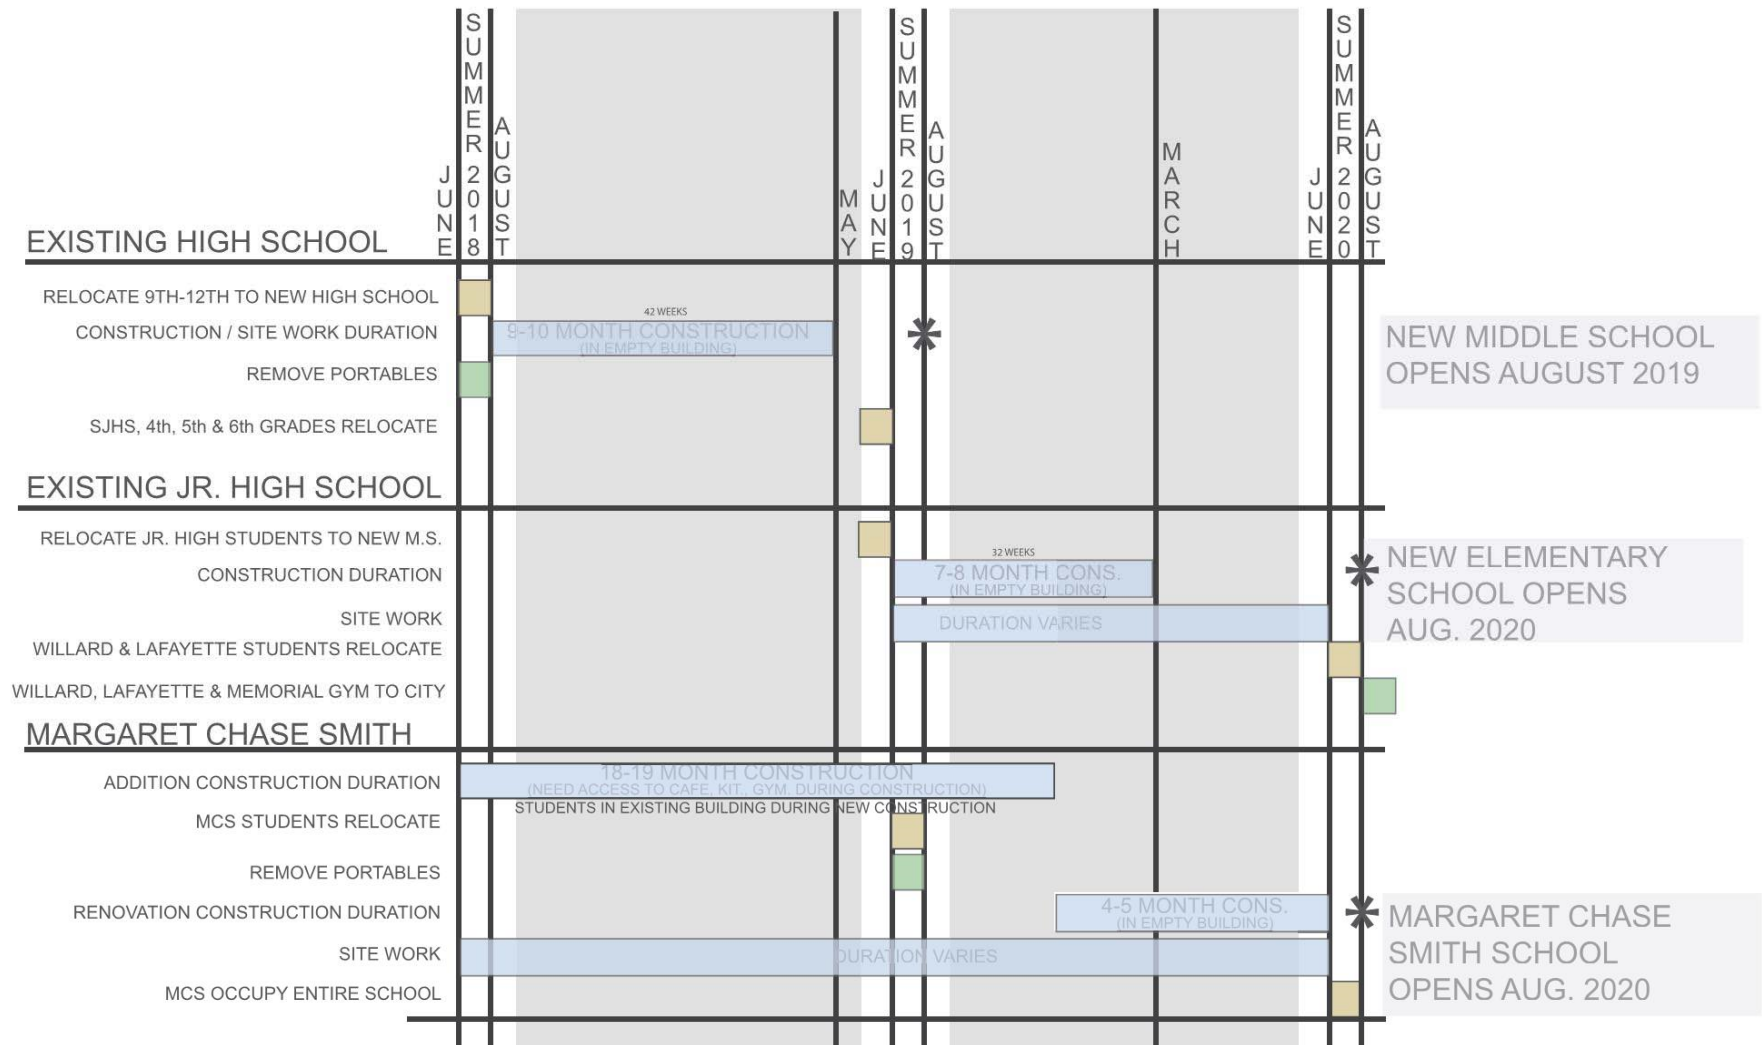 JUNE
SUMMER 2018
AUGUST
MAY
JUNE
SUMMER 2019
AUGUST
MARCH
JUNE
SUMMER 2020
AUGUST
EXISTING HIGH SCHOOL
RELOCATE 9TH-12TH TO NEW HIGH SCHOOL
42 WEEKS
CONSTRUCTION / SITE WORK DURATION
9-10 MONTH CONSTRUCTION
(IN EMPTY BUILDING)
*
NEW MIDDLE SCHOOL
OPENS AUGUST 2019
REMOVE PORTABLES
SJHS, 4th, 5th & 6th GRADES RELOCATE
EXISTING JR. HIGH SCHOOL
RELOCATE JR. HIGH STUDENTS TO NEW M.S.
32 WEEKS
CONSTRUCTION DURATION
7-8 MONTH CONS.
(IN EMPTY BUILDING)
*
NEW ELEMENTARY
SCHOOL OPENS
AUG. 2020
SITE WORK
DURATION VARIES
WILLARD & LAFAYETTE STUDENTS RELOCATE
WILLARD, LAFAYETTE & MEMORIAL GYM TO CITY
MARGARET CHASE SMITH
ADDITION CONSTRUCTION DURATION
18-19 MONTH CONSTRUCTION
(NEED ACCESS TO CAFE, KIT., GYM. DURING CONSTRUCTION)
STUDENTS IN EXISTING BUILDING DURING NEW CONSTRUCTION
MCS STUDENTS RELOCATE
REMOVE PORTABLES
RENOVATION CONSTRUCTION DURATION
4-5 MONTH CONS.
(IN EMPTY BUILDING)
*
MARGARET CHASE
SMITH SCHOOL
OPENS AUG. 2020
SITE WORK
DURATION VARIES
MCS OCCUPY ENTIRE SCHOOL